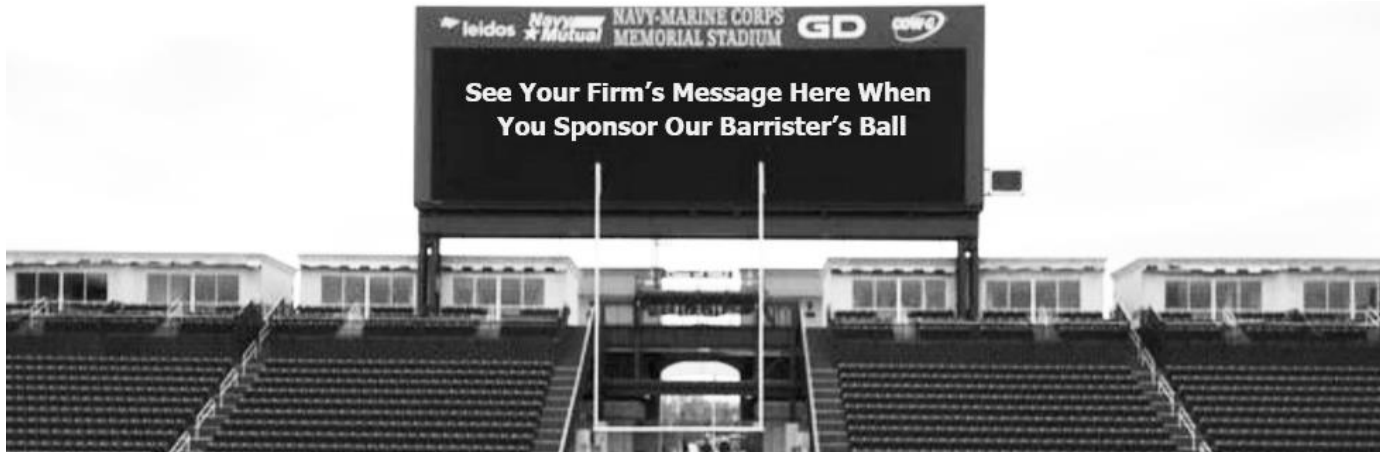 leidos
Navy Mutual
NAVY-MARINE CORPS
MEMORIAL STADIUM
GD
See Your Firm’s Message Here When
You Sponsor Our Barrister’s Ball